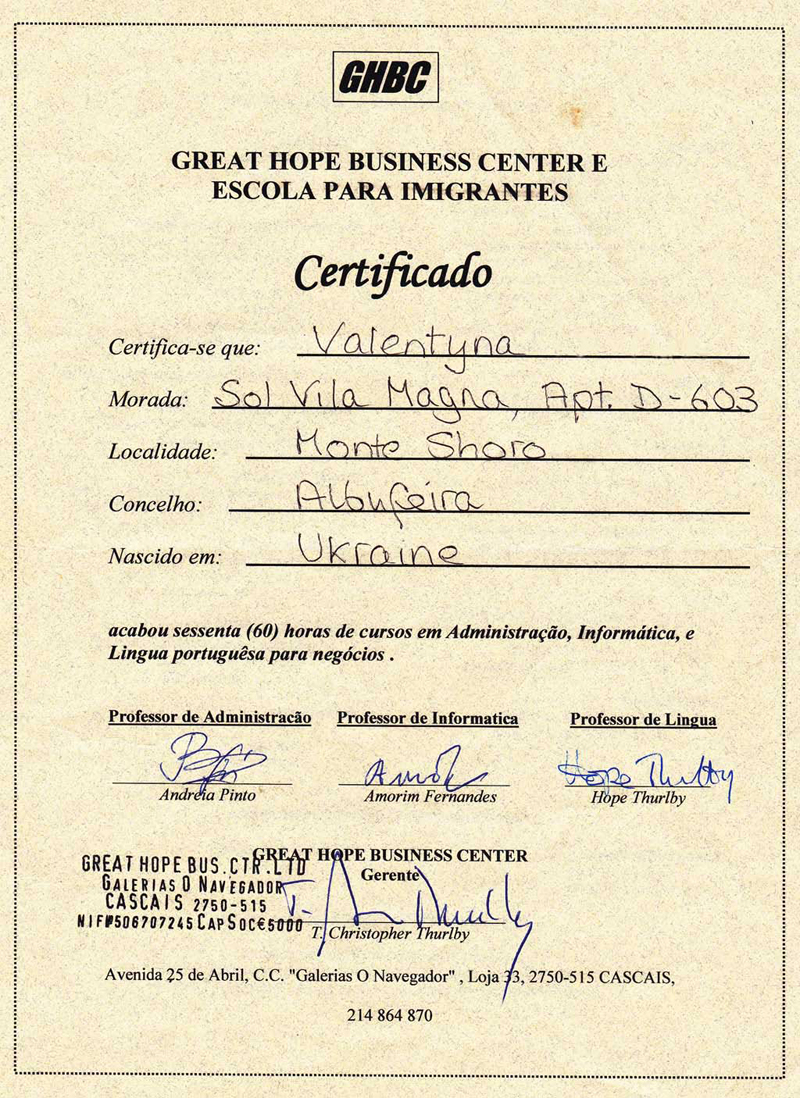 GHBC
GREAT HOPE BUSINESS CENTER E
ESCOLA PARA IMIGRANTES
Certificado
Certifica-se que: Valentyna
Morada: Sol Vila Magna, Apt. D-603
Localidade: Monte Shoro
Concelho: Albufeira
Nascido em: Ukraine
acabou sessenta (60) horas de cursos em Administração, Informática, e
Lingua portuguêsa para negócios .
Professor de Administracão Professor de Informatica Professor de Lingua
Hope Thurlby
Andreia Pinto Amorim Fernandes Hope Thurlby
GREAT HOPE BUSINESS CENTER
Gerente
GREAT HOPE BUS.CTR.LTD
GALERIAS O NAVEGADOR
CASCAIS 2750-515
NIF#506707245 CAPSOC€5000
T. Christopher Thurlby
Avenida 25 de Abril, C.C. "Galerias O Navegador" , Loja 33, 2750-515 CASCAIS,
214 864 870